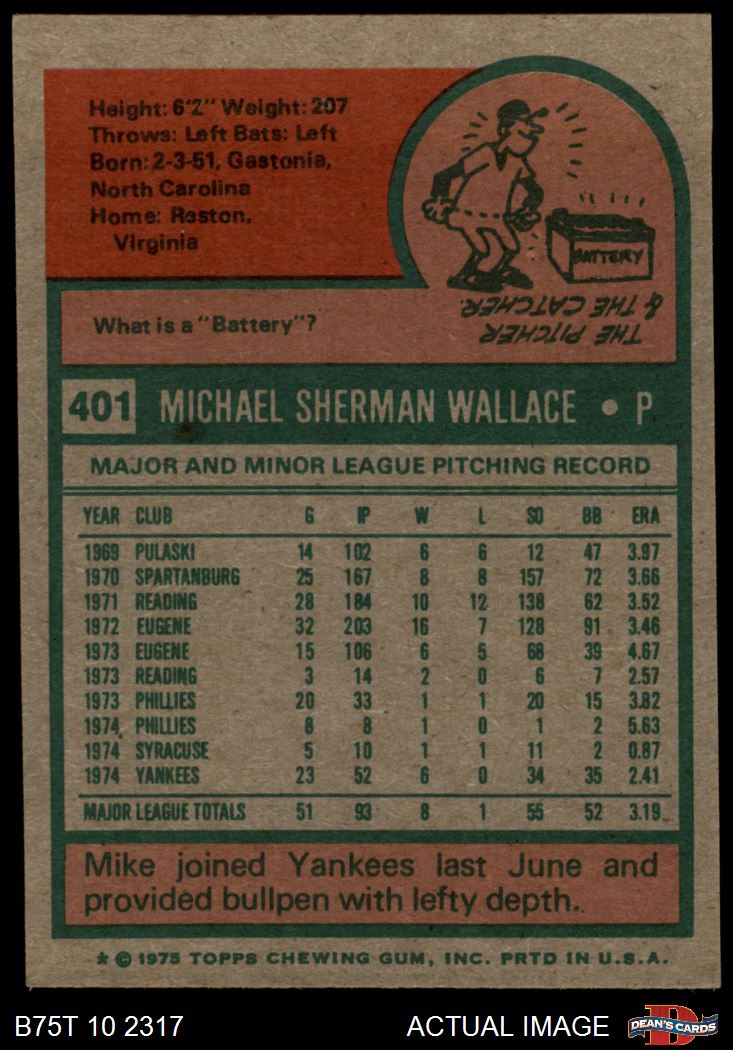 Height: 6'2" Weight: 207
Throws: Left Bats: Left
Born: 2-3-51, Gastonia,
North Carolina
Home: Reston,
Virginia
BATTERY
What is a "Battery"?
THE PITCHER
& THE CATCHER.
401 MICHAEL SHERMAN WALLACE • P
MAJOR AND MINOR LEAGUE PITCHING RECORD
YEAR CLUB G IP W L SO BB ERA
1969 PULASKI 14 102 6 6 12 47 3.97
1970 SPARTANBURG 25 167 8 8 157 72 3.66
1971 READING 28 184 10 12 138 62 3.52
1972 EUGENE 32 203 16 7 128 91 3.46
1973 EUGENE 15 106 6 5 68 39 4.67
1973 READING 3 14 2 0 6 7 2.57
1973 PHILLIES 20 33 1 1 20 15 3.82
1974 PHILLIES 8 8 1 0 1 2 5.63
1974 SYRACUSE 5 10 1 1 11 2 0.87
1974 YANKEES 23 52 6 0 34 35 2.41
MAJOR LEAGUE TOTALS 51 93 8 1 55 52 3.19
Mike joined Yankees last June and
provided bullpen with lefty depth.
* © 1975 TOPPS CHEWING GUM, INC. PRTD IN U.S.A.
B75T 10 2317 ACTUAL IMAGE D DEAN'S CARDS